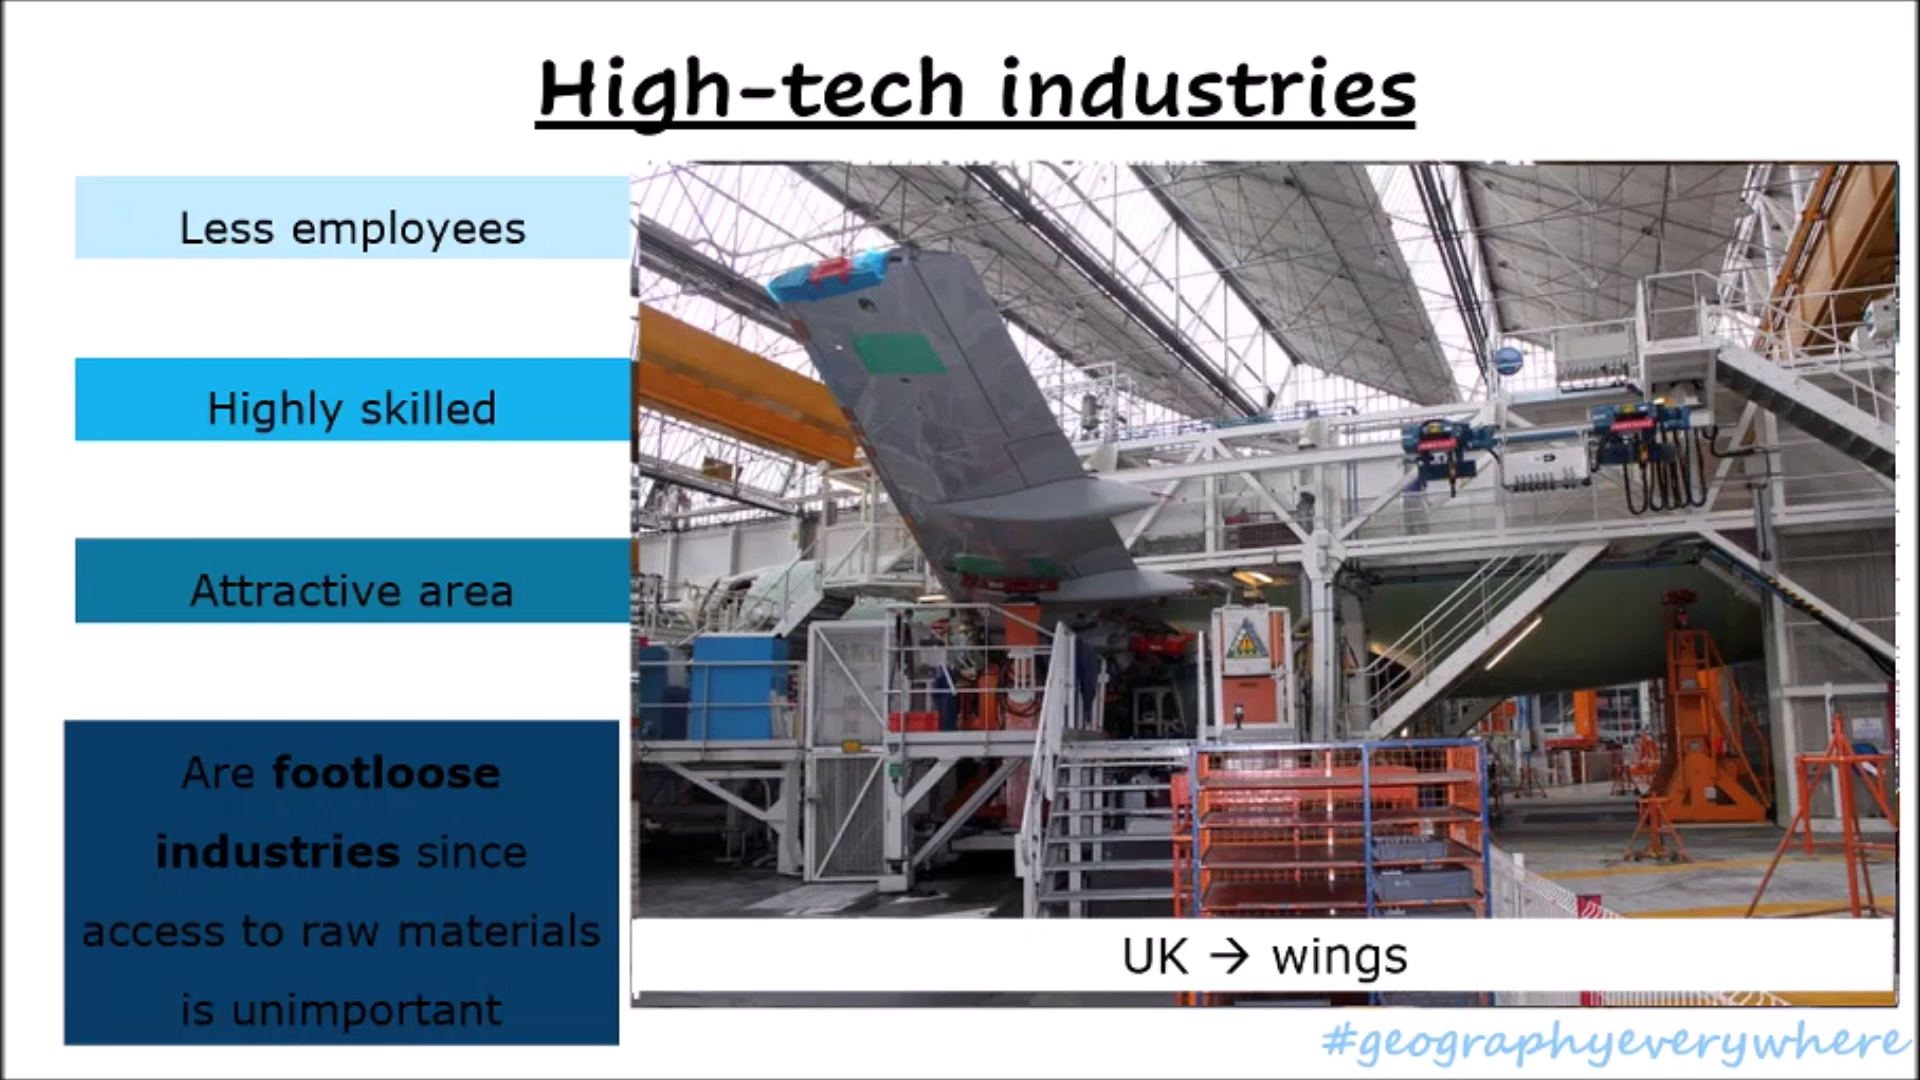 High-tech industries
Less employees
Highly skilled
Attractive area
Are footloose
industries since
access to raw materials
is unimportant
UK → wings
#geographyeverywhere